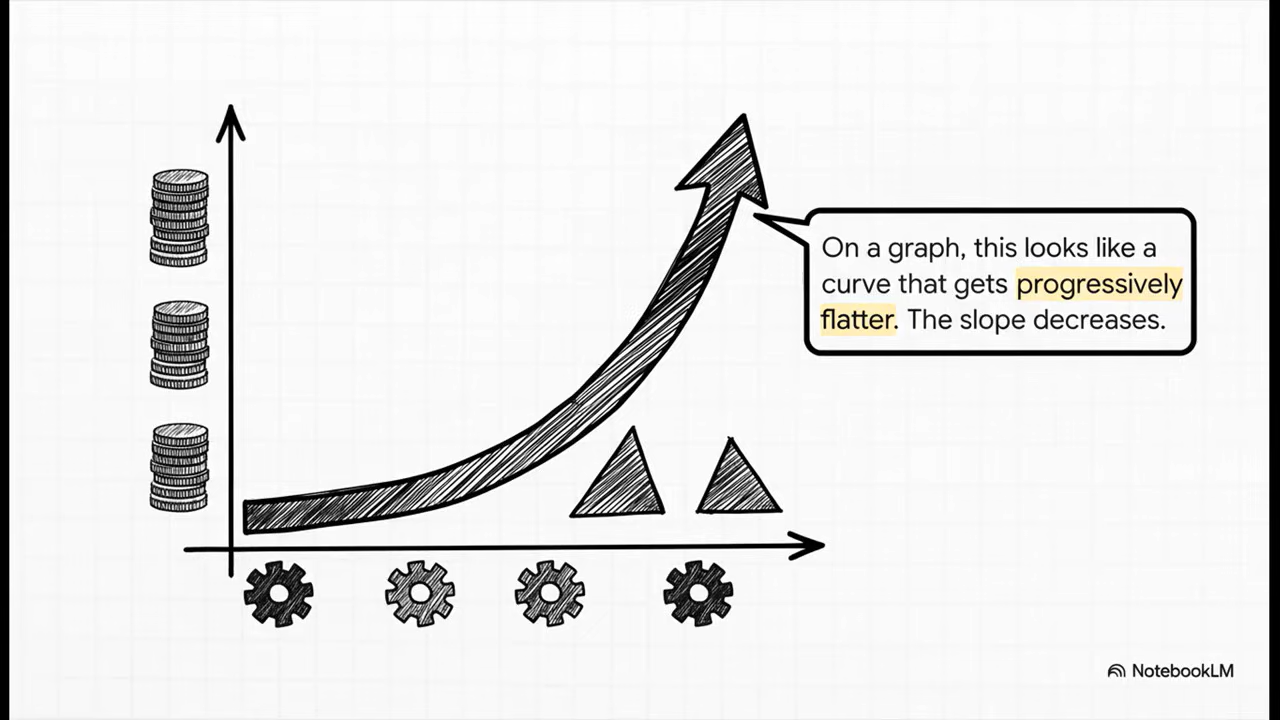 On a graph, this looks like a
curve that gets progressively
flatter. The slope decreases.
NotebookLM